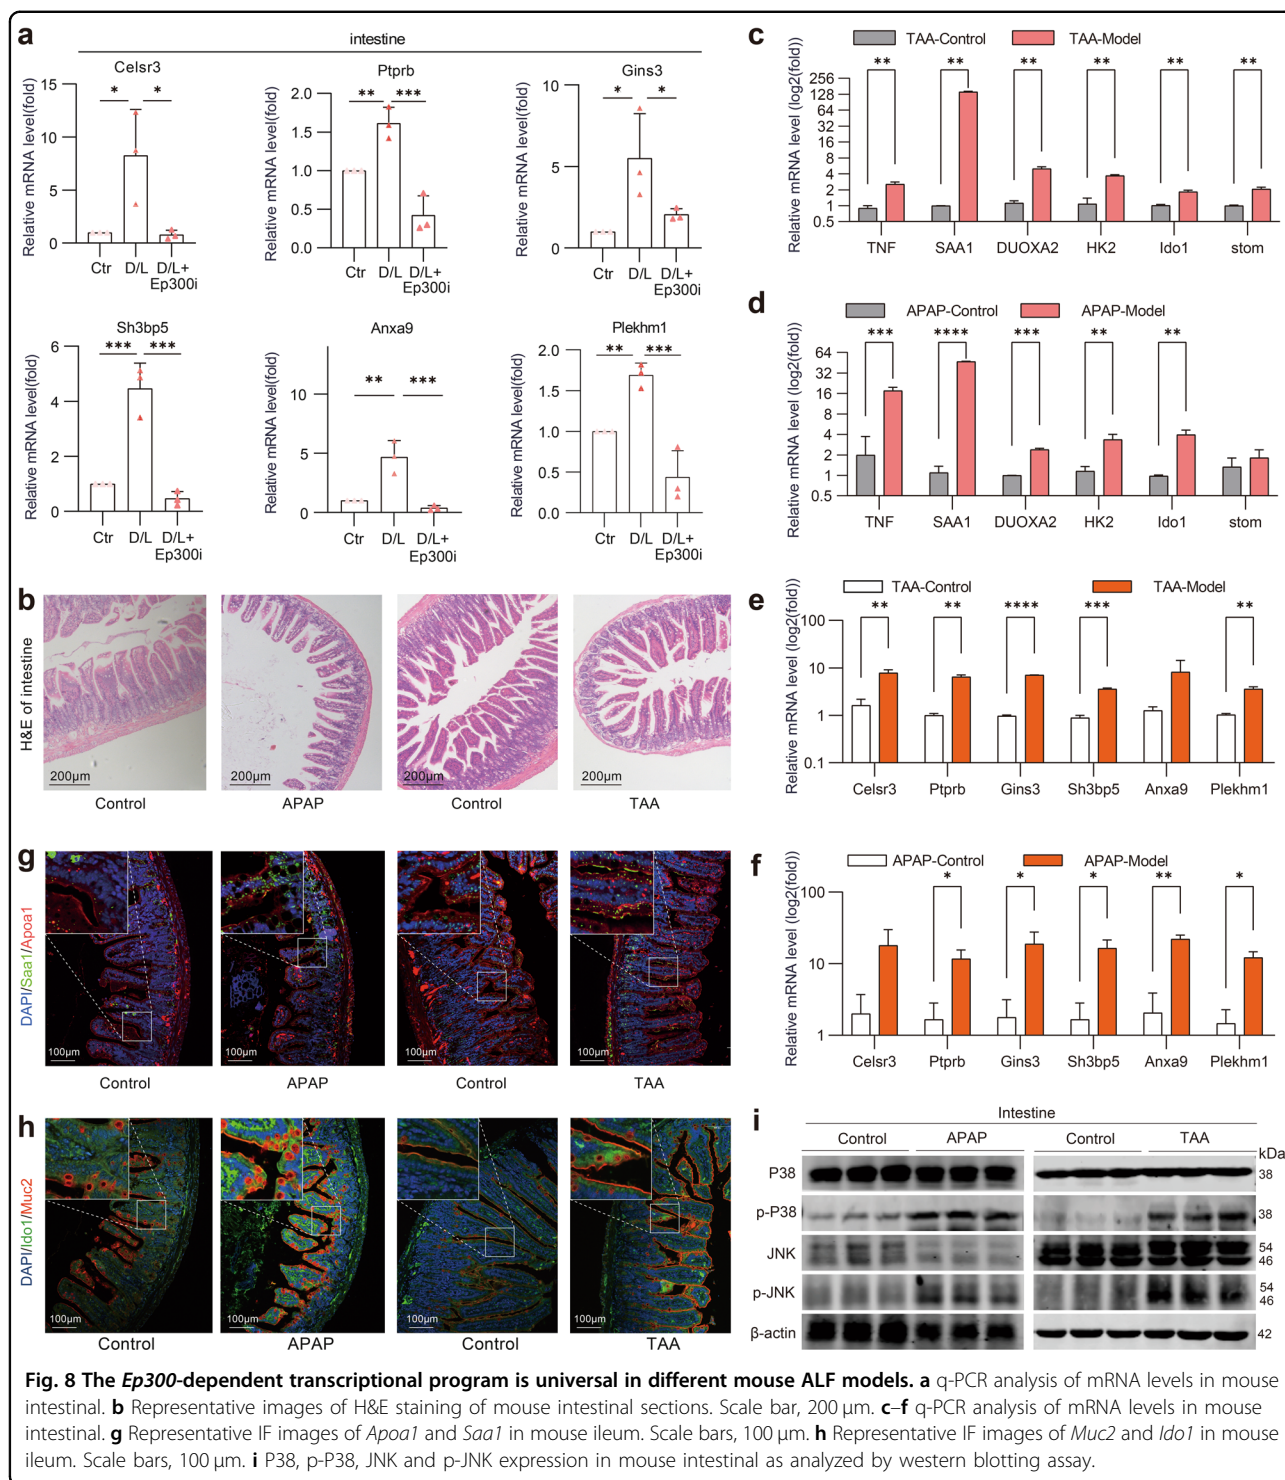 a
intestine
Celsr3
Relative mRNA level(fold)
15
10
5
0
* *
Ctr D/L D/L+
Ep300i
Ptprb
Relative mRNA level(fold)
2.0
1.5
1.0
0.5
0.0
** ***
Ctr D/L D/L+
Ep300i
Gins3
Relative mRNA level(fold)
10
5
0
* *
Ctr D/L D/L+
Ep300i
Sh3bp5
Relative mRNA level(fold)
6
4
2
0
*** ***
Ctr D/L D/L+
Ep300i
Anxa9
Relative mRNA level(fold)
10
5
0
** ***
Ctr D/L D/L+
Ep300i
Plekhm1
Relative mRNA level(fold)
2.0
1.5
1.0
0.5
0.0
** ***
Ctr D/L D/L+
Ep300i
b
H&E of intestine
200μm 200μm 200μm 200μm
Control APAP Control TAA
c
TAA-Control TAA-Model
Relative mRNA level (log2(fold))
256
128
64
32
16
8
4
2
1
0.5
** ** ** ** ** **
TNF SAA1 DUOXA2 HK2 Ido1 stom
d
APAP-Control APAP-Model
Relative mRNA level (log2(fold))
64
32
16
8
4
2
1
0.5
*** **** *** ** **
TNF SAA1 DUOXA2 HK2 Ido1 stom
e
TAA-Control TAA-Model
Relative mRNA level (log2(fold))
100
10
1
0.1
** ** **** *** **
Celsr3 Ptprb Gins3 Sh3bp5 Anxa9 Plekhm1
f
APAP-Control APAP-Model
Relative mRNA level (log2(fold))
100
10
1
* * * ** *
Celsr3 Ptprb Gins3 Sh3bp5 Anxa9 Plekhm1
g
DAPI/Saa1/Apoa1
100μm 100μm 100μm 100μm
Control APAP Control TAA
h
DAPI/Ido1/Muc2
100μm 100μm 100μm 100μm
Control APAP Control TAA
i
Intestine
Control APAP Control TAA
kDa
P38 38
p-P38 38
JNK 54
46
p-JNK 54
46
β-actin 42
Fig. 8 The Ep300-dependent transcriptional program is universal in different mouse ALF models. a q-PCR analysis of mRNA levels in mouse
intestinal. b Representative images of H&E staining of mouse intestinal sections. Scale bar, 200 μm. c–f q-PCR analysis of mRNA levels in mouse
intestinal. g Representative IF images of Apoa1 and Saa1 in mouse ileum. Scale bars, 100 μm. h Representative IF images of Muc2 and Ido1 in mouse
ileum. Scale bars, 100 μm. i P38, p-P38, JNK and p-JNK expression in mouse intestinal as analyzed by western blotting assay.